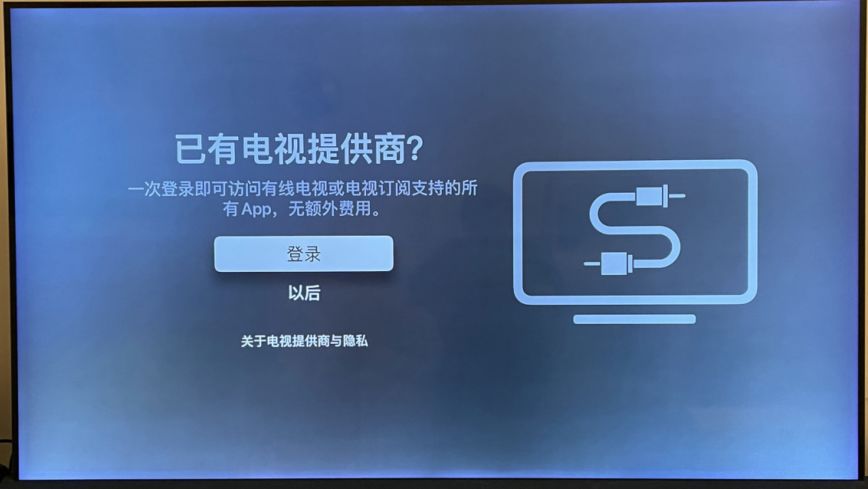 已有电视提供商？
一次登录即可访问有线电视或电视订阅支持的所
有App，无额外费用。
登录
以后
关于电视提供商与隐私